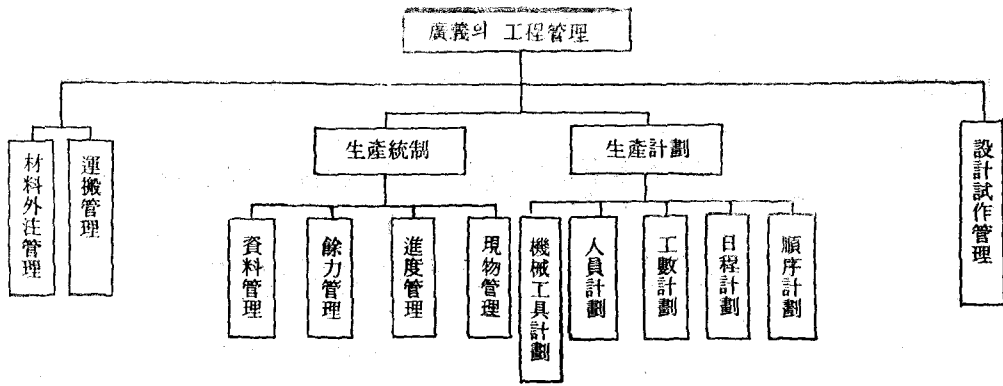 廣義의 工程管理
生產統制
生產計劃
材料外注管理
運搬管理
資料管理
餘力管理
進度管理
現物管理
機械工具計劃
人員計劃
工數計劃
日程計劃
順序計劃
設計試作管理